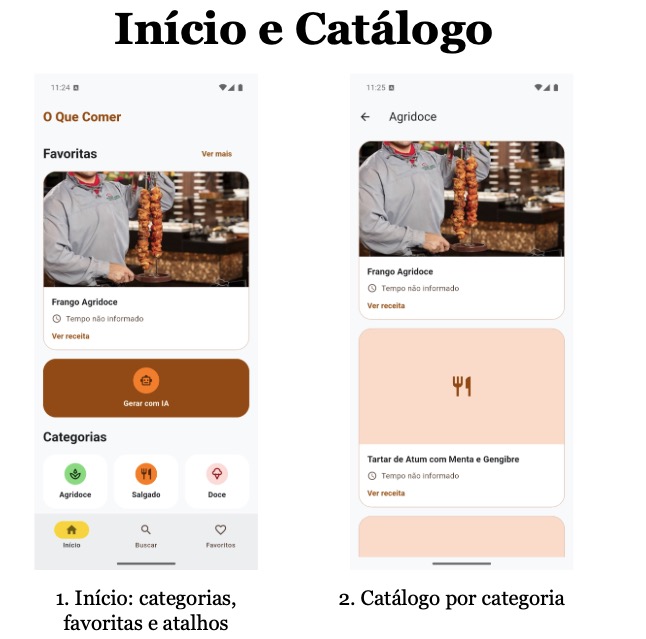 Início e Catálogo
11:24
O Que Comer
Favoritas
Ver mais
Frango Agridoce
Tempo não informado
Ver receita
Gerar com IA
Categorias
Agridoce
Salgado
Doce
Início
Buscar
Favoritos
1. Início: categorias,
favoritas e atalhos
11:25
Agridoce
Frango Agridoce
Tempo não informado
Ver receita
Tartar de Atum com Menta e Gengibre
Tempo não informado
Ver receita
2. Catálogo por categoria